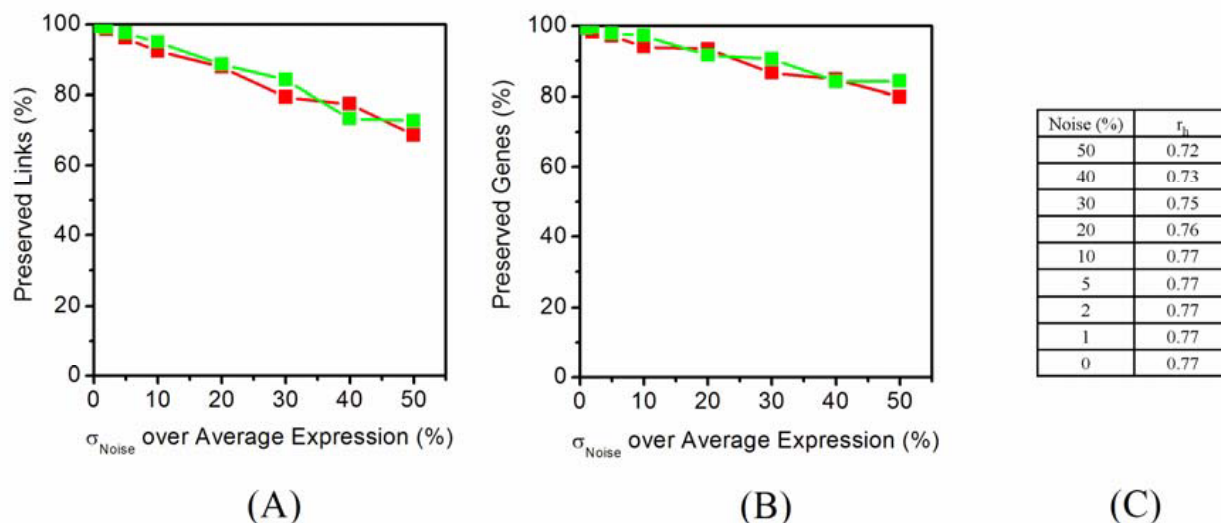 100
80
60
40
20
0
Preserved Links (%)
0 10 20 30 40 50
σNoise over Average Expression (%)
(A)
100
80
60
40
20
0
Preserved Genes (%)
0 10 20 30 40 50
σNoise over Average Expression (%)
(B)
Noise (%) rh
50 0.72
40 0.73
30 0.75
20 0.76
10 0.77
5 0.77
2 0.77
1 0.77
0 0.77
(C)